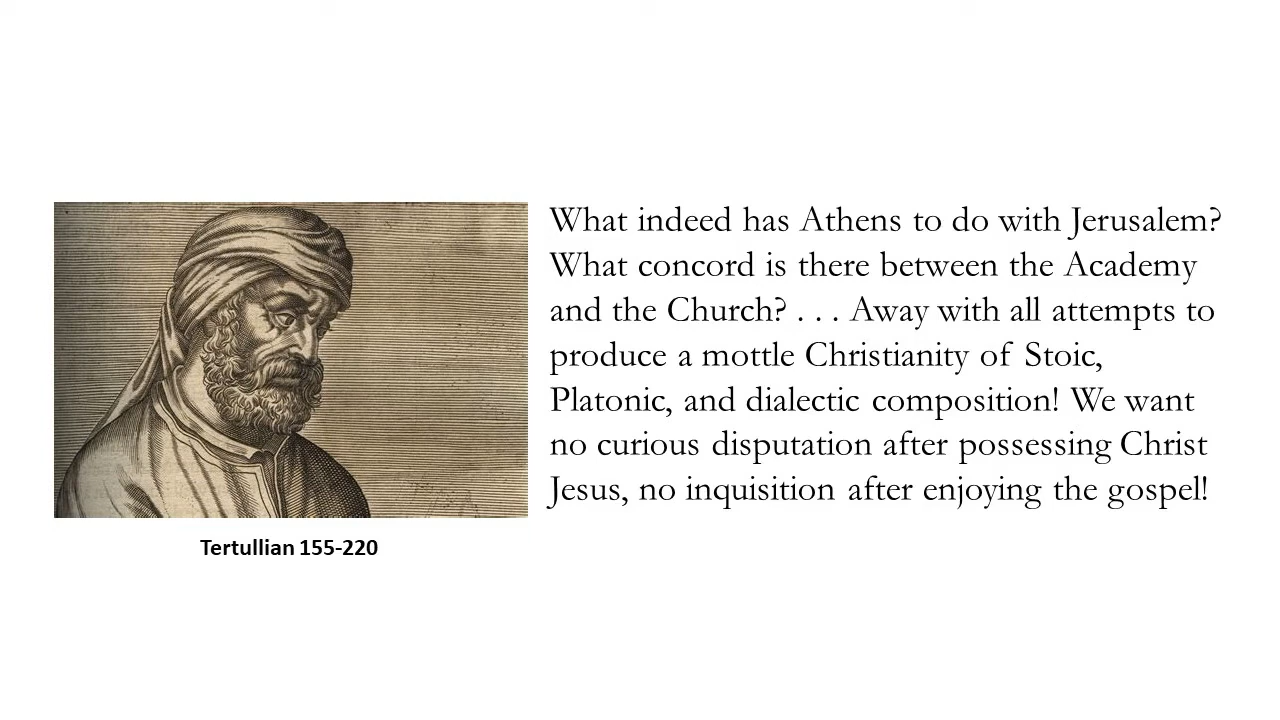 What indeed has Athens to do with Jerusalem?
What concord is there between the Academy
and the Church? . . . Away with all attempts to
produce a mottle Christianity of Stoic,
Platonic, and dialectic composition! We want
no curious disputation after possessing Christ
Jesus, no inquisition after enjoying the gospel!
Tertullian 155-220